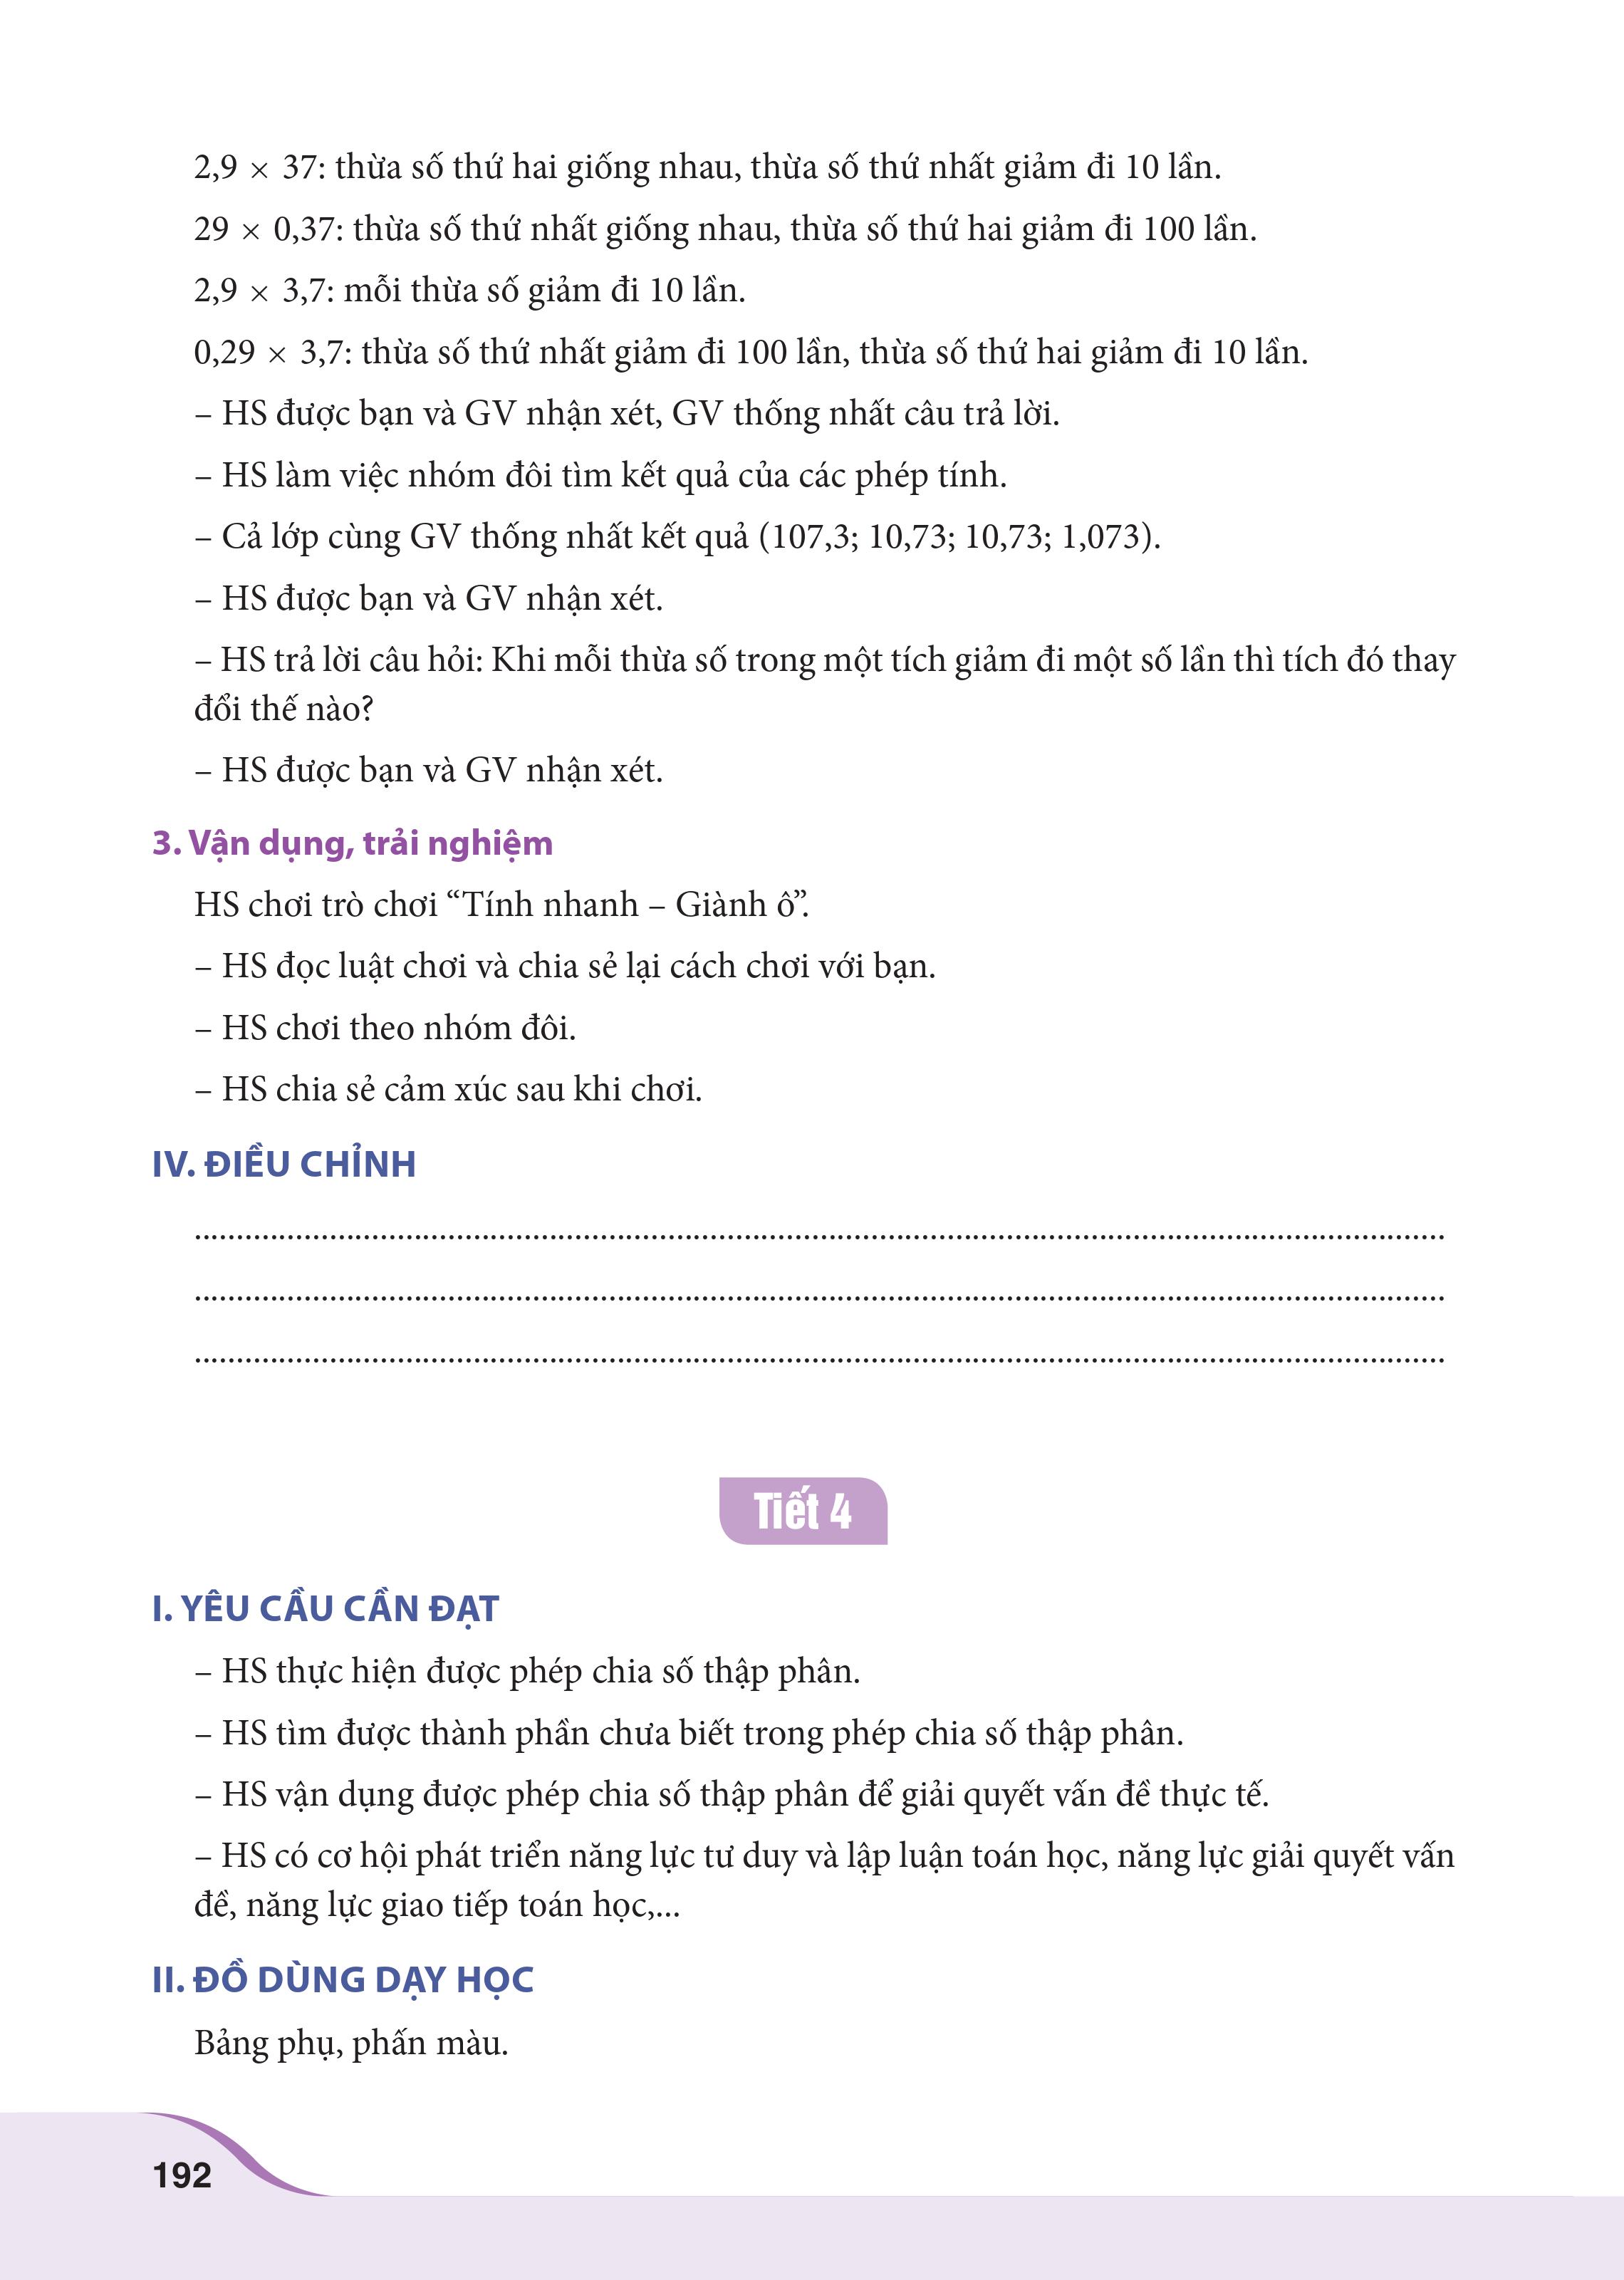 2,9 × 37: thừa số thứ hai giống nhau, thừa số thứ nhất giảm đi 10 lần.
29 × 0,37: thừa số thứ nhất giống nhau, thừa số thứ hai giảm đi 100 lần.
2,9 × 3,7: mỗi thừa số giảm đi 10 lần.
0,29 × 3,7: thừa số thứ nhất giảm đi 100 lần, thừa số thứ hai giảm đi 10 lần.
– HS được bạn và GV nhận xét, GV thống nhất câu trả lời.
– HS làm việc nhóm đôi tìm kết quả của các phép tính.
– Cả lớp cùng GV thống nhất kết quả (107,3; 10,73; 10,73; 1,073).
– HS được bạn và GV nhận xét.
– HS trả lời câu hỏi: Khi mỗi thừa số trong một tích giảm đi một số lần thì tích đó thay
đổi thế nào?
– HS được bạn và GV nhận xét.
3. Vận dụng, trải nghiệm
HS chơi trò chơi “Tính nhanh – Giành ô”.
– HS đọc luật chơi và chia sẻ lại cách chơi với bạn.
– HS chơi theo nhóm đôi.
– HS chia sẻ cảm xúc sau khi chơi.
IV. ĐIỀU CHỈNH
Tiết 4
I. YÊU CẦU CẦN ĐẠT
– HS thực hiện được phép chia số thập phân.
– HS tìm được thành phần chưa biết trong phép chia số thập phân.
– HS vận dụng được phép chia số thập phân để giải quyết vấn đề thực tế.
– HS có cơ hội phát triển năng lực tư duy và lập luận toán học, năng lực giải quyết vấn
đề, năng lực giao tiếp toán học,...
II. ĐỒ DÙNG DẠY HỌC
Bảng phụ, phấn màu.
192